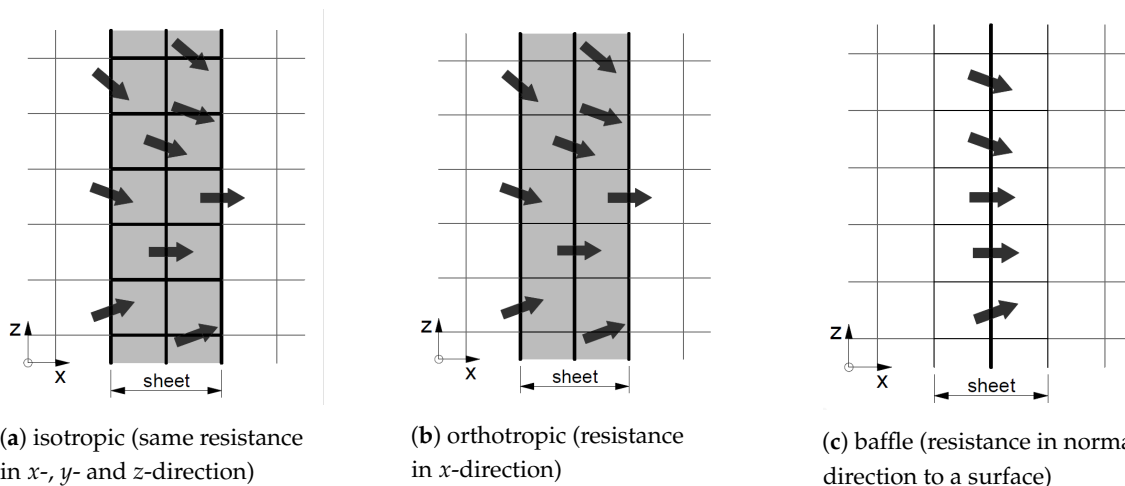 z
x
sheet
z
x
sheet
z
x
sheet
(a) isotropic (same resistance
in x-, y- and z-direction)
(b) orthotropic (resistance
in x-direction)
(c) baffle (resistance in norma
direction to a surface)